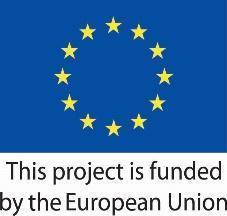 This project is funded
by the European Union